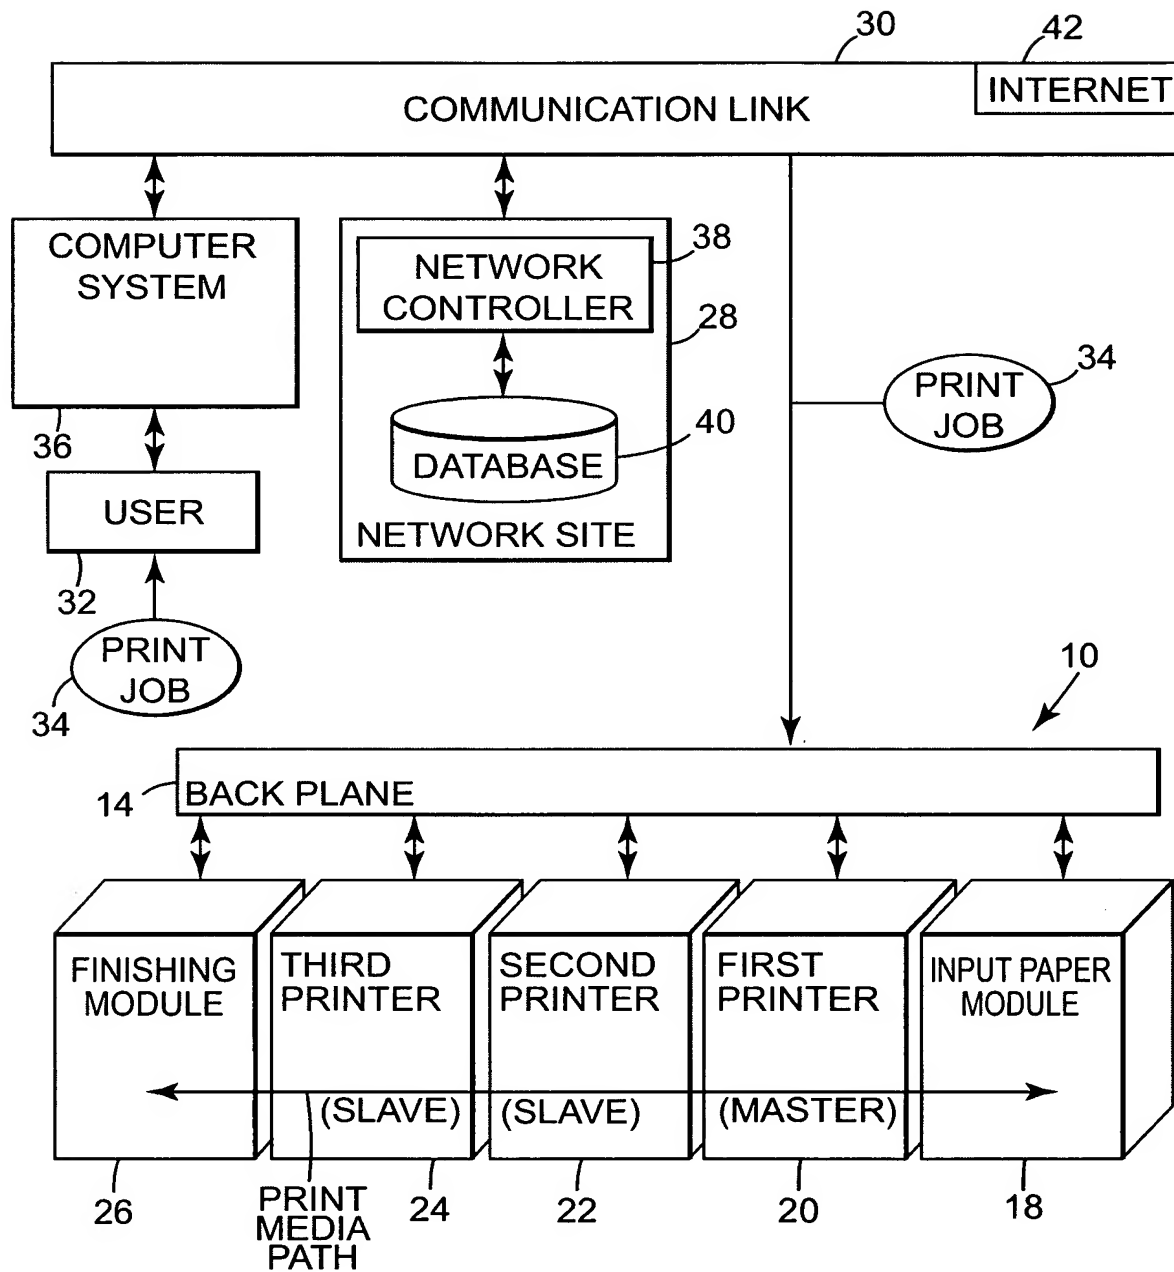 30
42
INTERNET
COMMUNICATION LINK
COMPUTER
SYSTEM
36
38
NETWORK
CONTROLLER
28
40
DATABASE
NETWORK SITE
34
PRINT
JOB
USER
32
PRINT
JOB
34
10
14
BACK PLANE
FINISHING
MODULE
THIRD
PRINTER
SECOND
PRINTER
FIRST
PRINTER
INPUT PAPER
MODULE
(SLAVE)
(SLAVE)
(MASTER)
26
PRINT
MEDIA
PATH
24
22
20
18